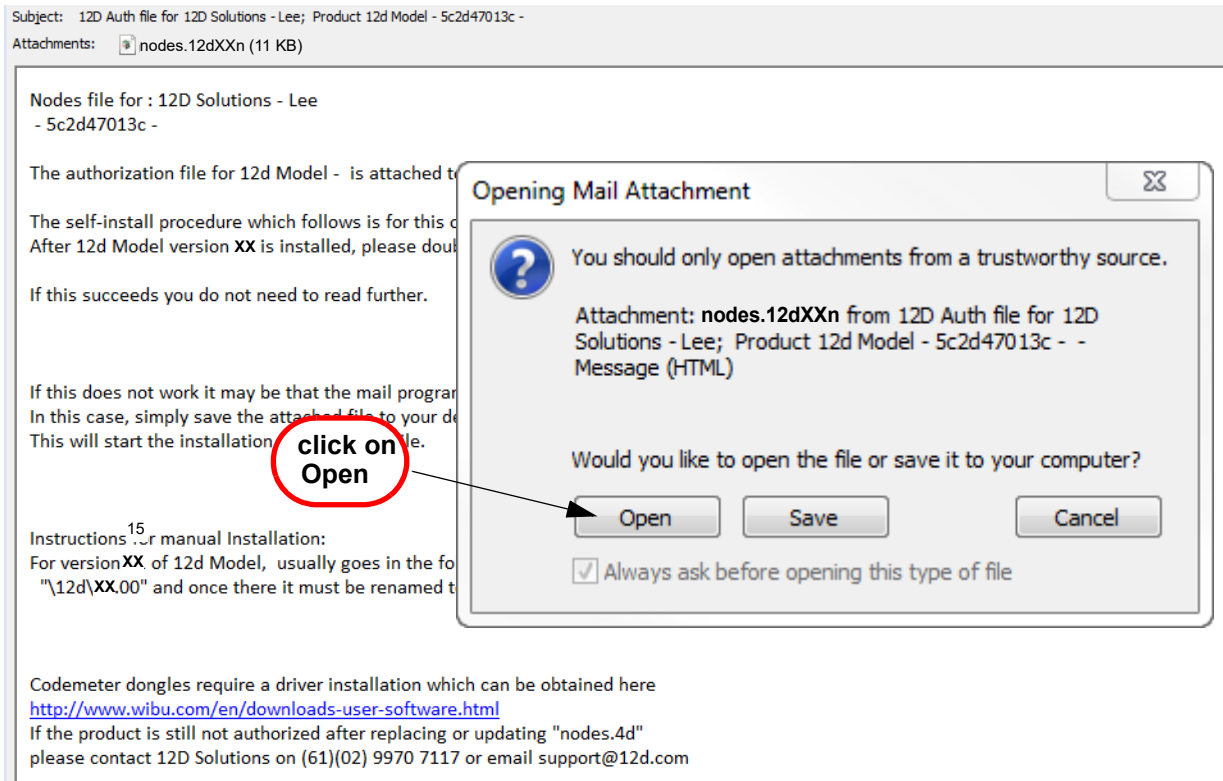 Subject: 12D Auth file for 12D Solutions - Lee; Product 12d Model - 5c2d47013c -
Attachments: nodes.12dXXn (11 KB)
Nodes file for : 12D Solutions - Lee
- 5c2d47013c -
The authorization file for 12d Model - is attached
The self-install procedure which follows is for this
After 12d Model version XX is installed, please
If this succeeds you do not need to read further.
If this does not work it may be that the mail
In this case, simply save the attached file to your
This will start the installation
Instructions 15 manual Installation:
For version XX of 12d Model, usually goes in the
"\12d\XX.00" and once there it must be renamed
Codemeter dongles require a driver installation which can be obtained here
http://www.wibu.com/en/downloads-user-software.html
If the product is still not authorized after replacing or updating "nodes.4d"
please contact 12D Solutions on (61)(02) 9970 7117 or email support@12d.com
click on
Open
Opening Mail Attachment
You should only open attachments from a trustworthy source.
Attachment: nodes.12dXXn from 12D Auth file for 12D
Solutions - Lee; Product 12d Model - 5c2d47013c - -
Message (HTML)
Would you like to open the file or save it to your computer?
Open Save Cancel
Always ask before opening this type of file